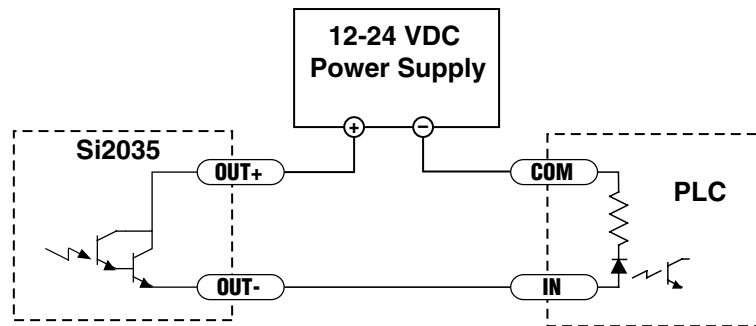 12-24 VDC
Power Supply
+
−
Si2035
OUT+
COM
PLC
OUT-
IN